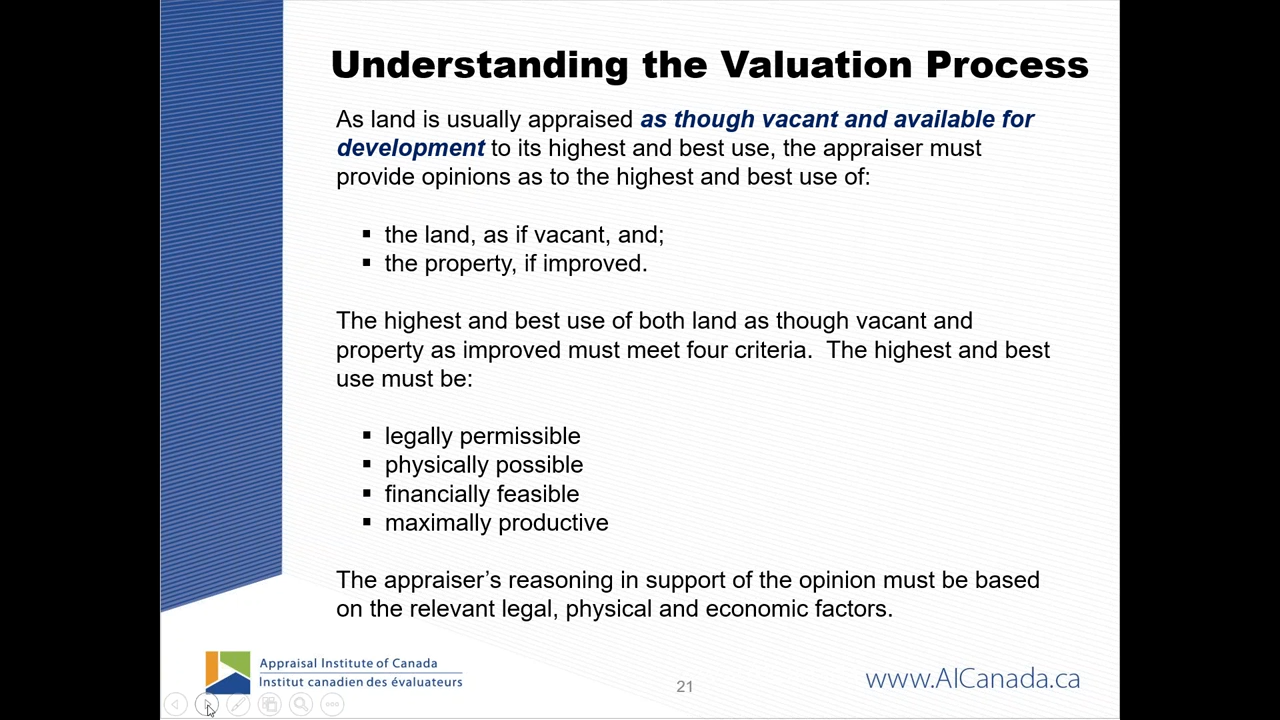 Understanding the Valuation Process
As land is usually appraised as though vacant and available for
development to its highest and best use, the appraiser must
provide opinions as to the highest and best use of:
▪ the land, as if vacant, and;
▪ the property, if improved.
The highest and best use of both land as though vacant and
property as improved must meet four criteria.  The highest and best
use must be:
▪ legally permissible
▪ physically possible
▪ financially feasible
▪ maximally productive
The appraiser’s reasoning in support of the opinion must be based
on the relevant legal, physical and economic factors.
Appraisal Institute of Canada
Institut canadien des évaluateurs
21
www.AICanada.ca